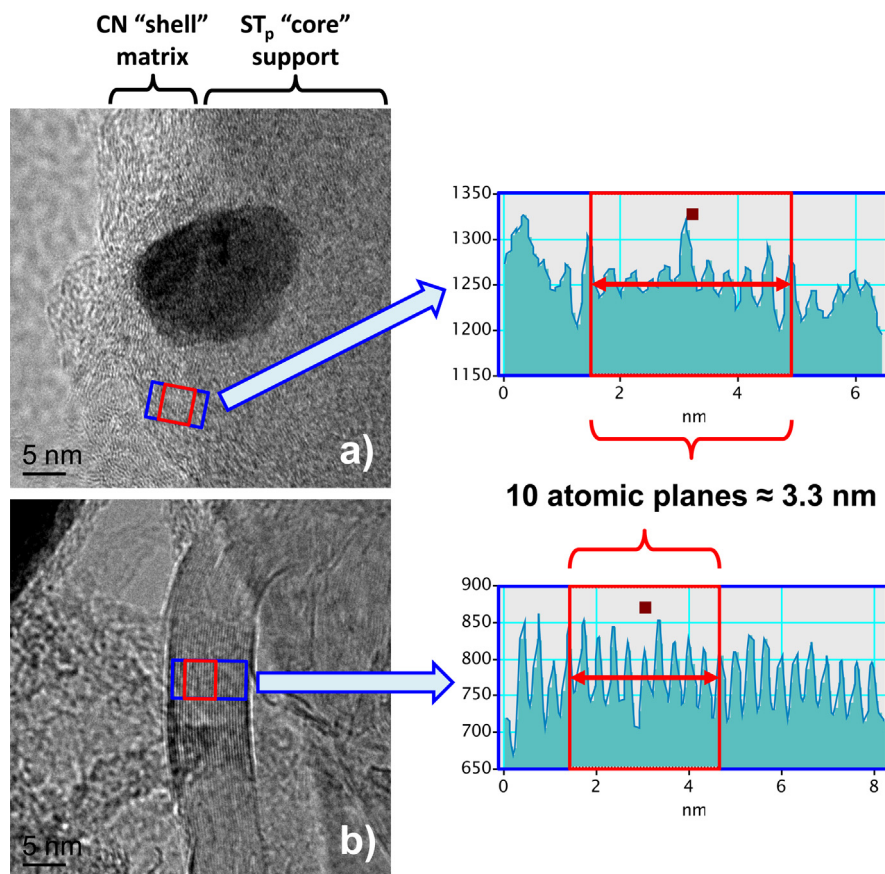 CN “shell” matrix
ST_p “core” support
5 nm
a)
1350
1300
1250
1200
1150
0 2 4 6
nm
10 atomic planes ≈ 3.3 nm
5 nm
b)
900
850
800
750
700
650
0 2 4 6 8
nm